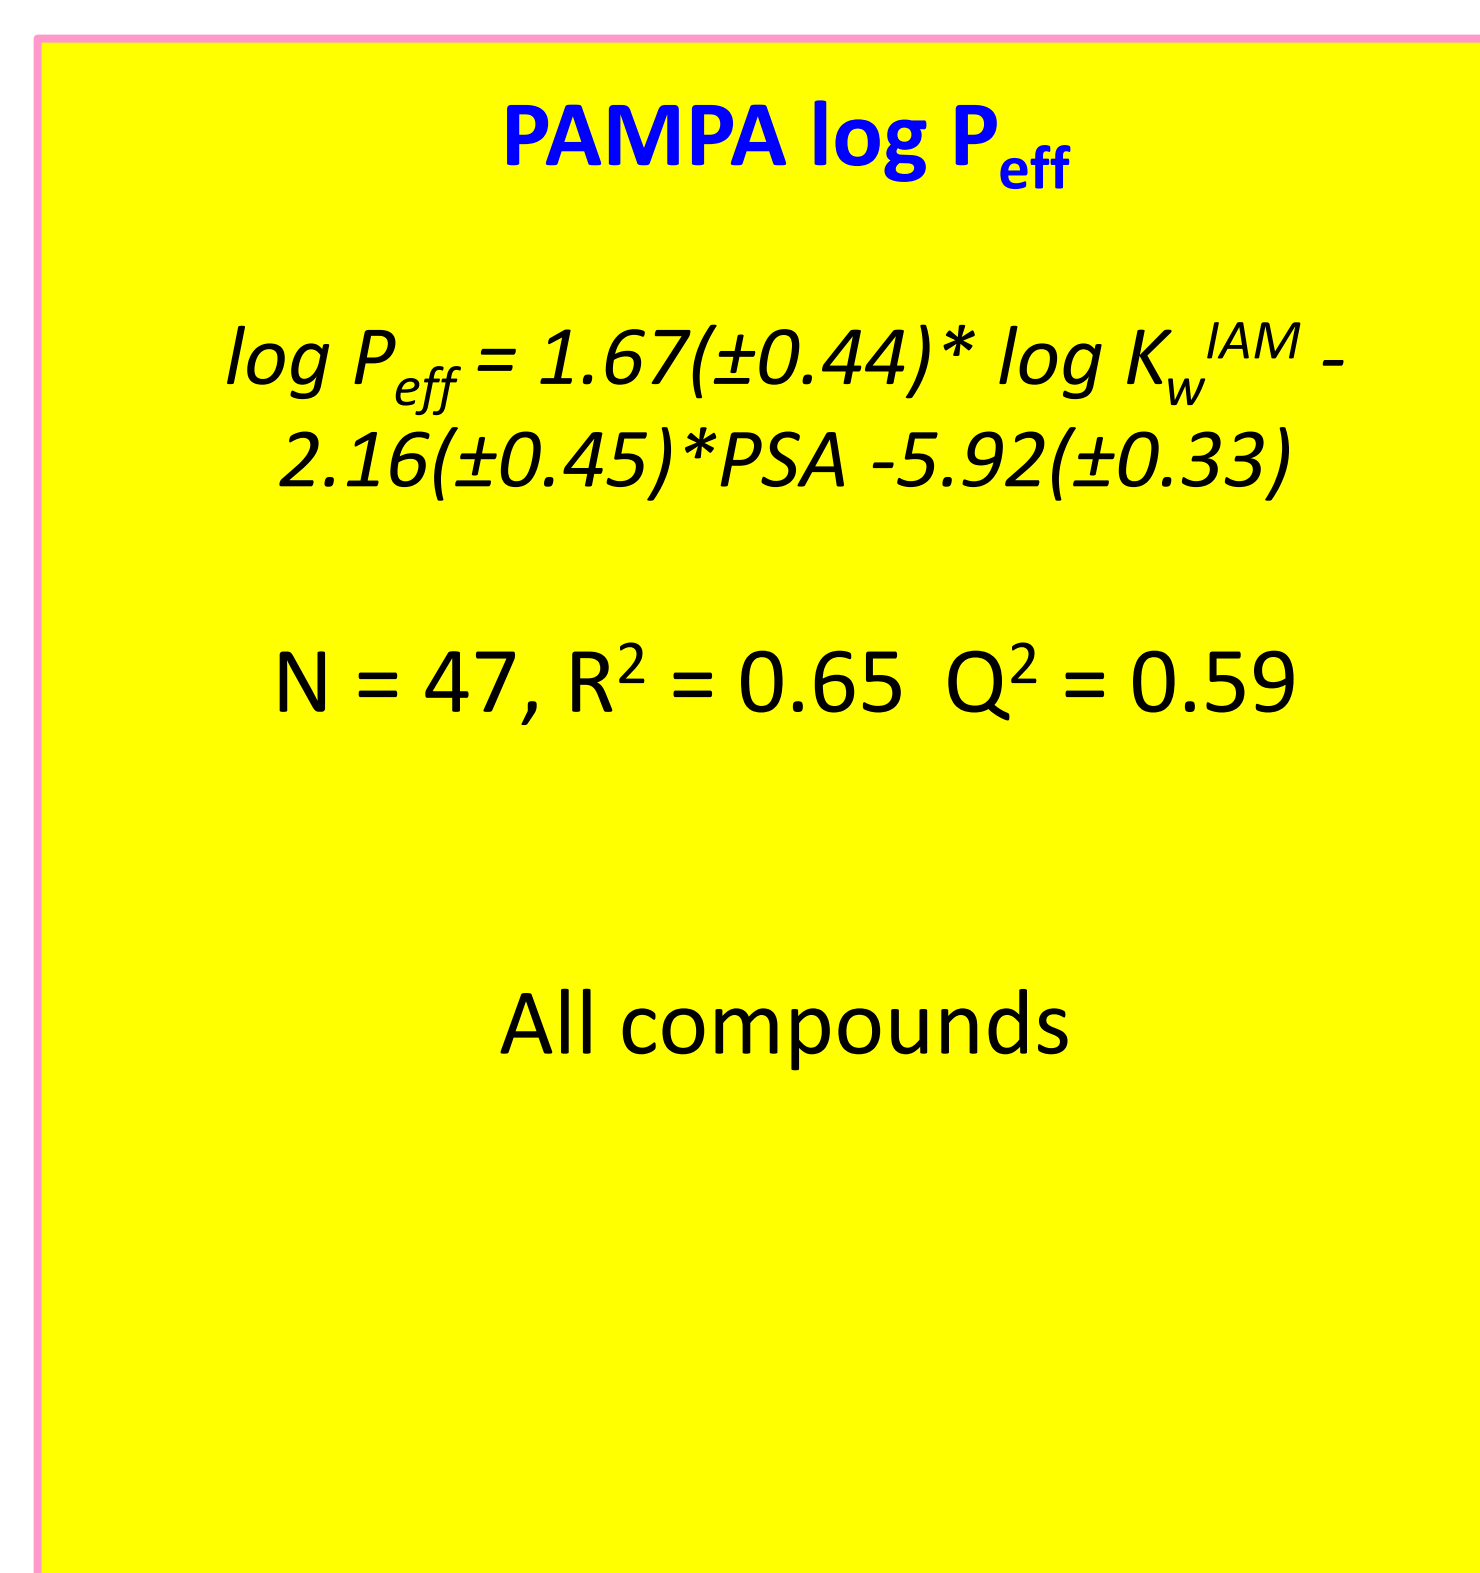 PAMPA log Peff
log Peff = 1.67(±0.44)* log KwIAM -
2.16(±0.45)*PSA -5.92(±0.33)
N = 47, R2 = 0.65 Q2 = 0.59
All compounds